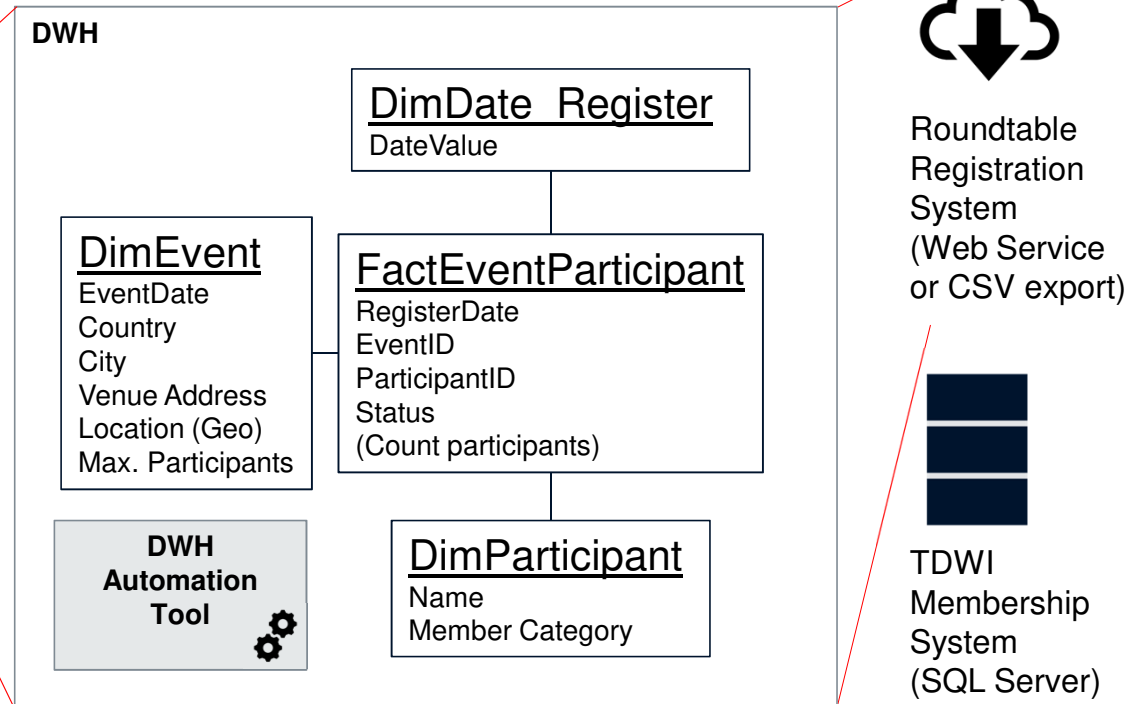 DWH
DimDate_Register
DateValue
DimEvent
EventDate
Country
City
Venue Address
Location (Geo)
Max. Participants
FactEventParticipant
RegisterDate
EventID
ParticipantID
Status
(Count participants)
DWH
Automation
Tool
DimParticipant
Name
Member Category
Roundtable
Registration
System
(Web Service
or CSV export)
TDWI
Membership
System
(SQL Server)